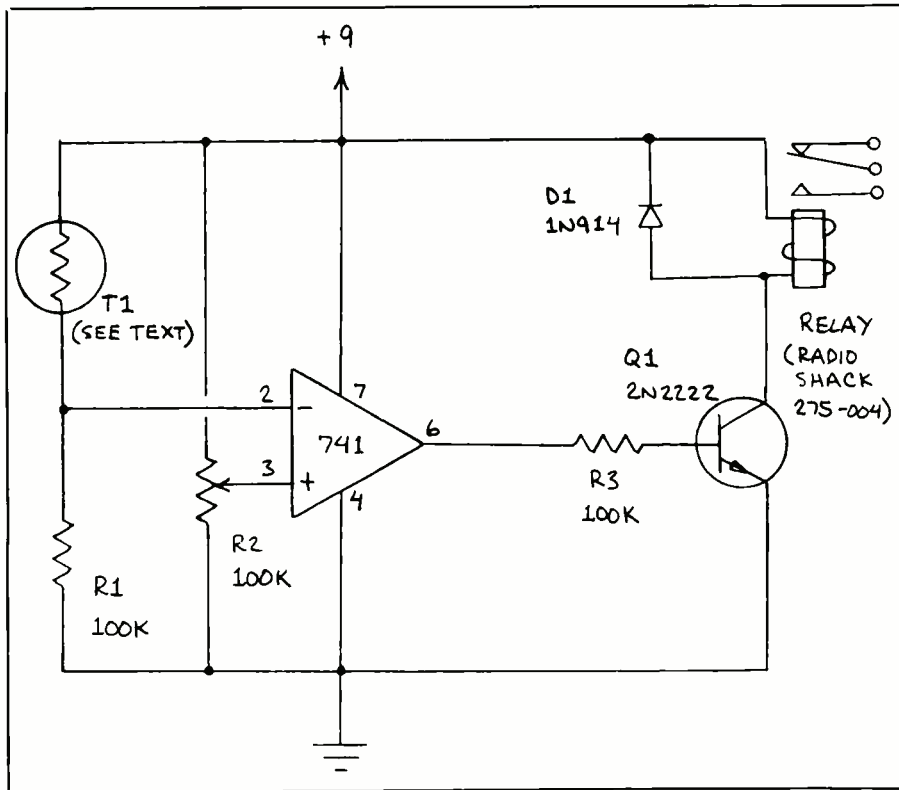 +9
D1
1N914
T1
(SEE TEXT)
RELAY
(RADIO
SHACK
275-004)
Q1
2N2222
2
7
-
741
6
3
+
4
R3
100K
R2
100K
R1
100K